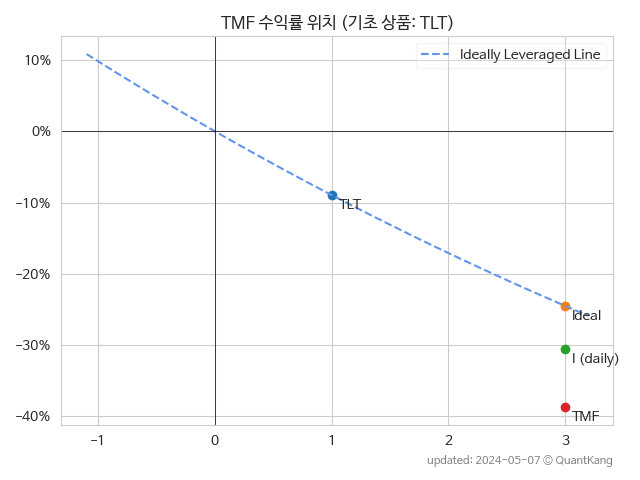 TMF 수익률 위치 (기초 상품: TLT)
Ideally Leveraged Line
10%
0%
−10%
−20%
−30%
−40%
TLT
Ideal
I (daily)
TMF
−1
0
1
2
3
updated: 2024-05-07 © QuantKang